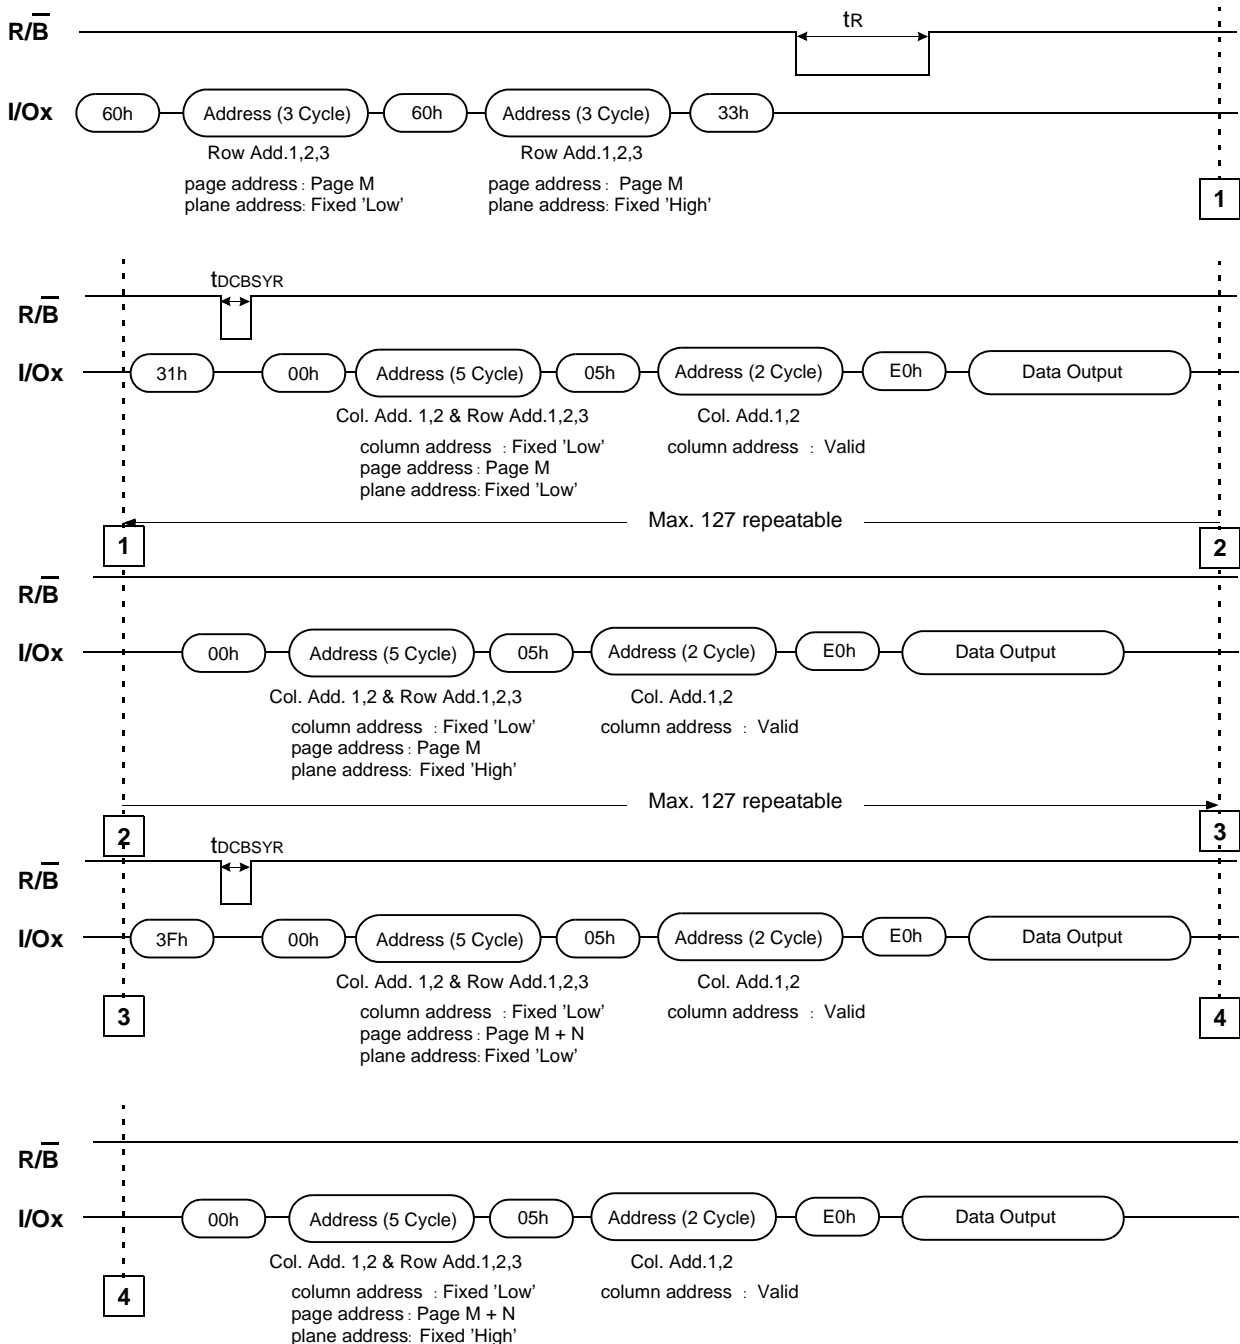 tR
R/B
I/Ox 60h Address (3 Cycle) 60h Address (3 Cycle) 33h
Row Add.1,2,3 Row Add.1,2,3
page address : Page M page address : Page M
plane address: Fixed 'Low' plane address: Fixed 'High'
1
tDCBSYR
R/B
I/Ox 31h 00h Address (5 Cycle) 05h Address (2 Cycle) E0h Data Output
Col. Add. 1,2 & Row Add.1,2,3 Col. Add.1,2
column address : Fixed 'Low' column address : Valid
page address : Page M
plane address: Fixed 'Low'
Max. 127 repeatable
1 2
R/B
I/Ox 00h Address (5 Cycle) 05h Address (2 Cycle) E0h Data Output
Col. Add. 1,2 & Row Add.1,2,3 Col. Add.1,2
column address : Fixed 'Low' column address : Valid
page address : Page M
plane address: Fixed 'High'
Max. 127 repeatable
2 3
tDCBSYR
R/B
I/Ox 3Fh 00h Address (5 Cycle) 05h Address (2 Cycle) E0h Data Output
Col. Add. 1,2 & Row Add.1,2,3 Col. Add.1,2
column address : Fixed 'Low' column address : Valid
page address : Page M + N
plane address: Fixed 'Low'
3 4
R/B
I/Ox 00h Address (5 Cycle) 05h Address (2 Cycle) E0h Data Output
Col. Add. 1,2 & Row Add.1,2,3 Col. Add.1,2
column address : Fixed 'Low' column address : Valid
page address : Page M + N
plane address: Fixed 'High'
4